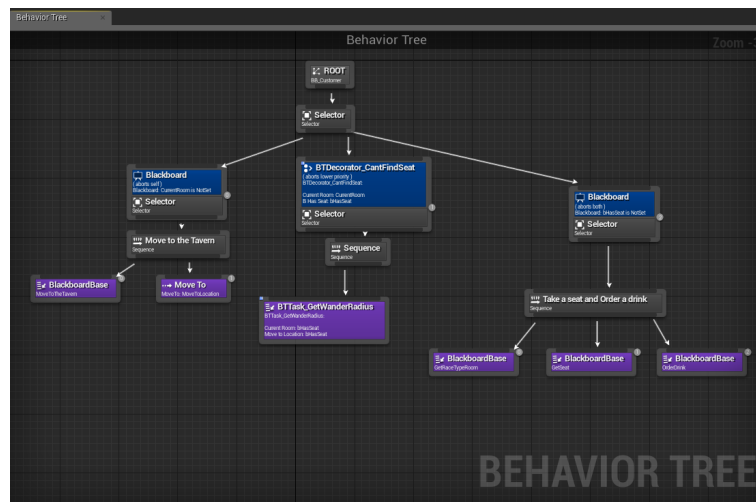 Behavior Tree
Behavior Tree
Zoom -
ROOT
BB_Customer
Selector
Selector
Blackboard
( aborts self )
Blackboard: CurrentRoom is NotSet
Selector
Selector
BTDecorator_CantFindSeat
( aborts lower priority )
BTDecorator_CantFindSeat:
Current Room: CurrentRoom
B Has Seat: bHasSeat
Selector
Selector
Blackboard
( aborts both )
Blackboard: bHasSeat is NotSet
Selector
Selector
Move to the Tavern
Sequence
Sequence
Sequence
BlackboardBase
MoveToTheTavern
Move To
MoveTo: MoveToLocation
BTTask_GetWanderRadius
BTTask_GetWanderRadius:
Current Room: bHasSeat
Move to Location: bHasSeat
Take a seat and Order a drink
Sequence
BlackboardBase
GetRaceTypeRoom
BlackboardBase
GetSeat
BlackboardBase
OrderDrink
BEHAVIOR TREE